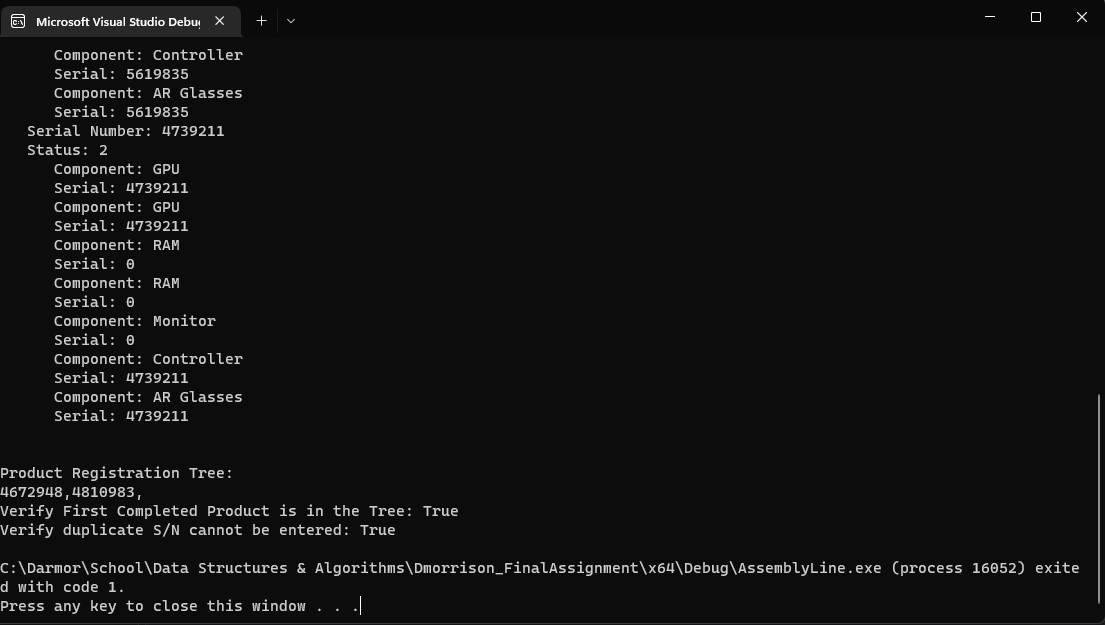 Microsoft Visual Studio Debug
Component: Controller
Serial: 5619835
Component: AR Glasses
Serial: 5619835
Serial Number: 4739211
Status: 2
Component: GPU
Serial: 4739211
Component: GPU
Serial: 4739211
Component: RAM
Serial: 0
Component: RAM
Serial: 0
Component: Monitor
Serial: 0
Component: Controller
Serial: 4739211
Component: AR Glasses
Serial: 4739211
Product Registration Tree:
4672948,4810983,
Verify First Completed Product is in the Tree: True
Verify duplicate S/N cannot be entered: True
C:\Darmor\School\Data Structures & Algorithms\Dmorrison_FinalAssignment\x64\Debug\AssemblyLine.exe (process 16052) exite
d with code 1.
Press any key to close this window . . .